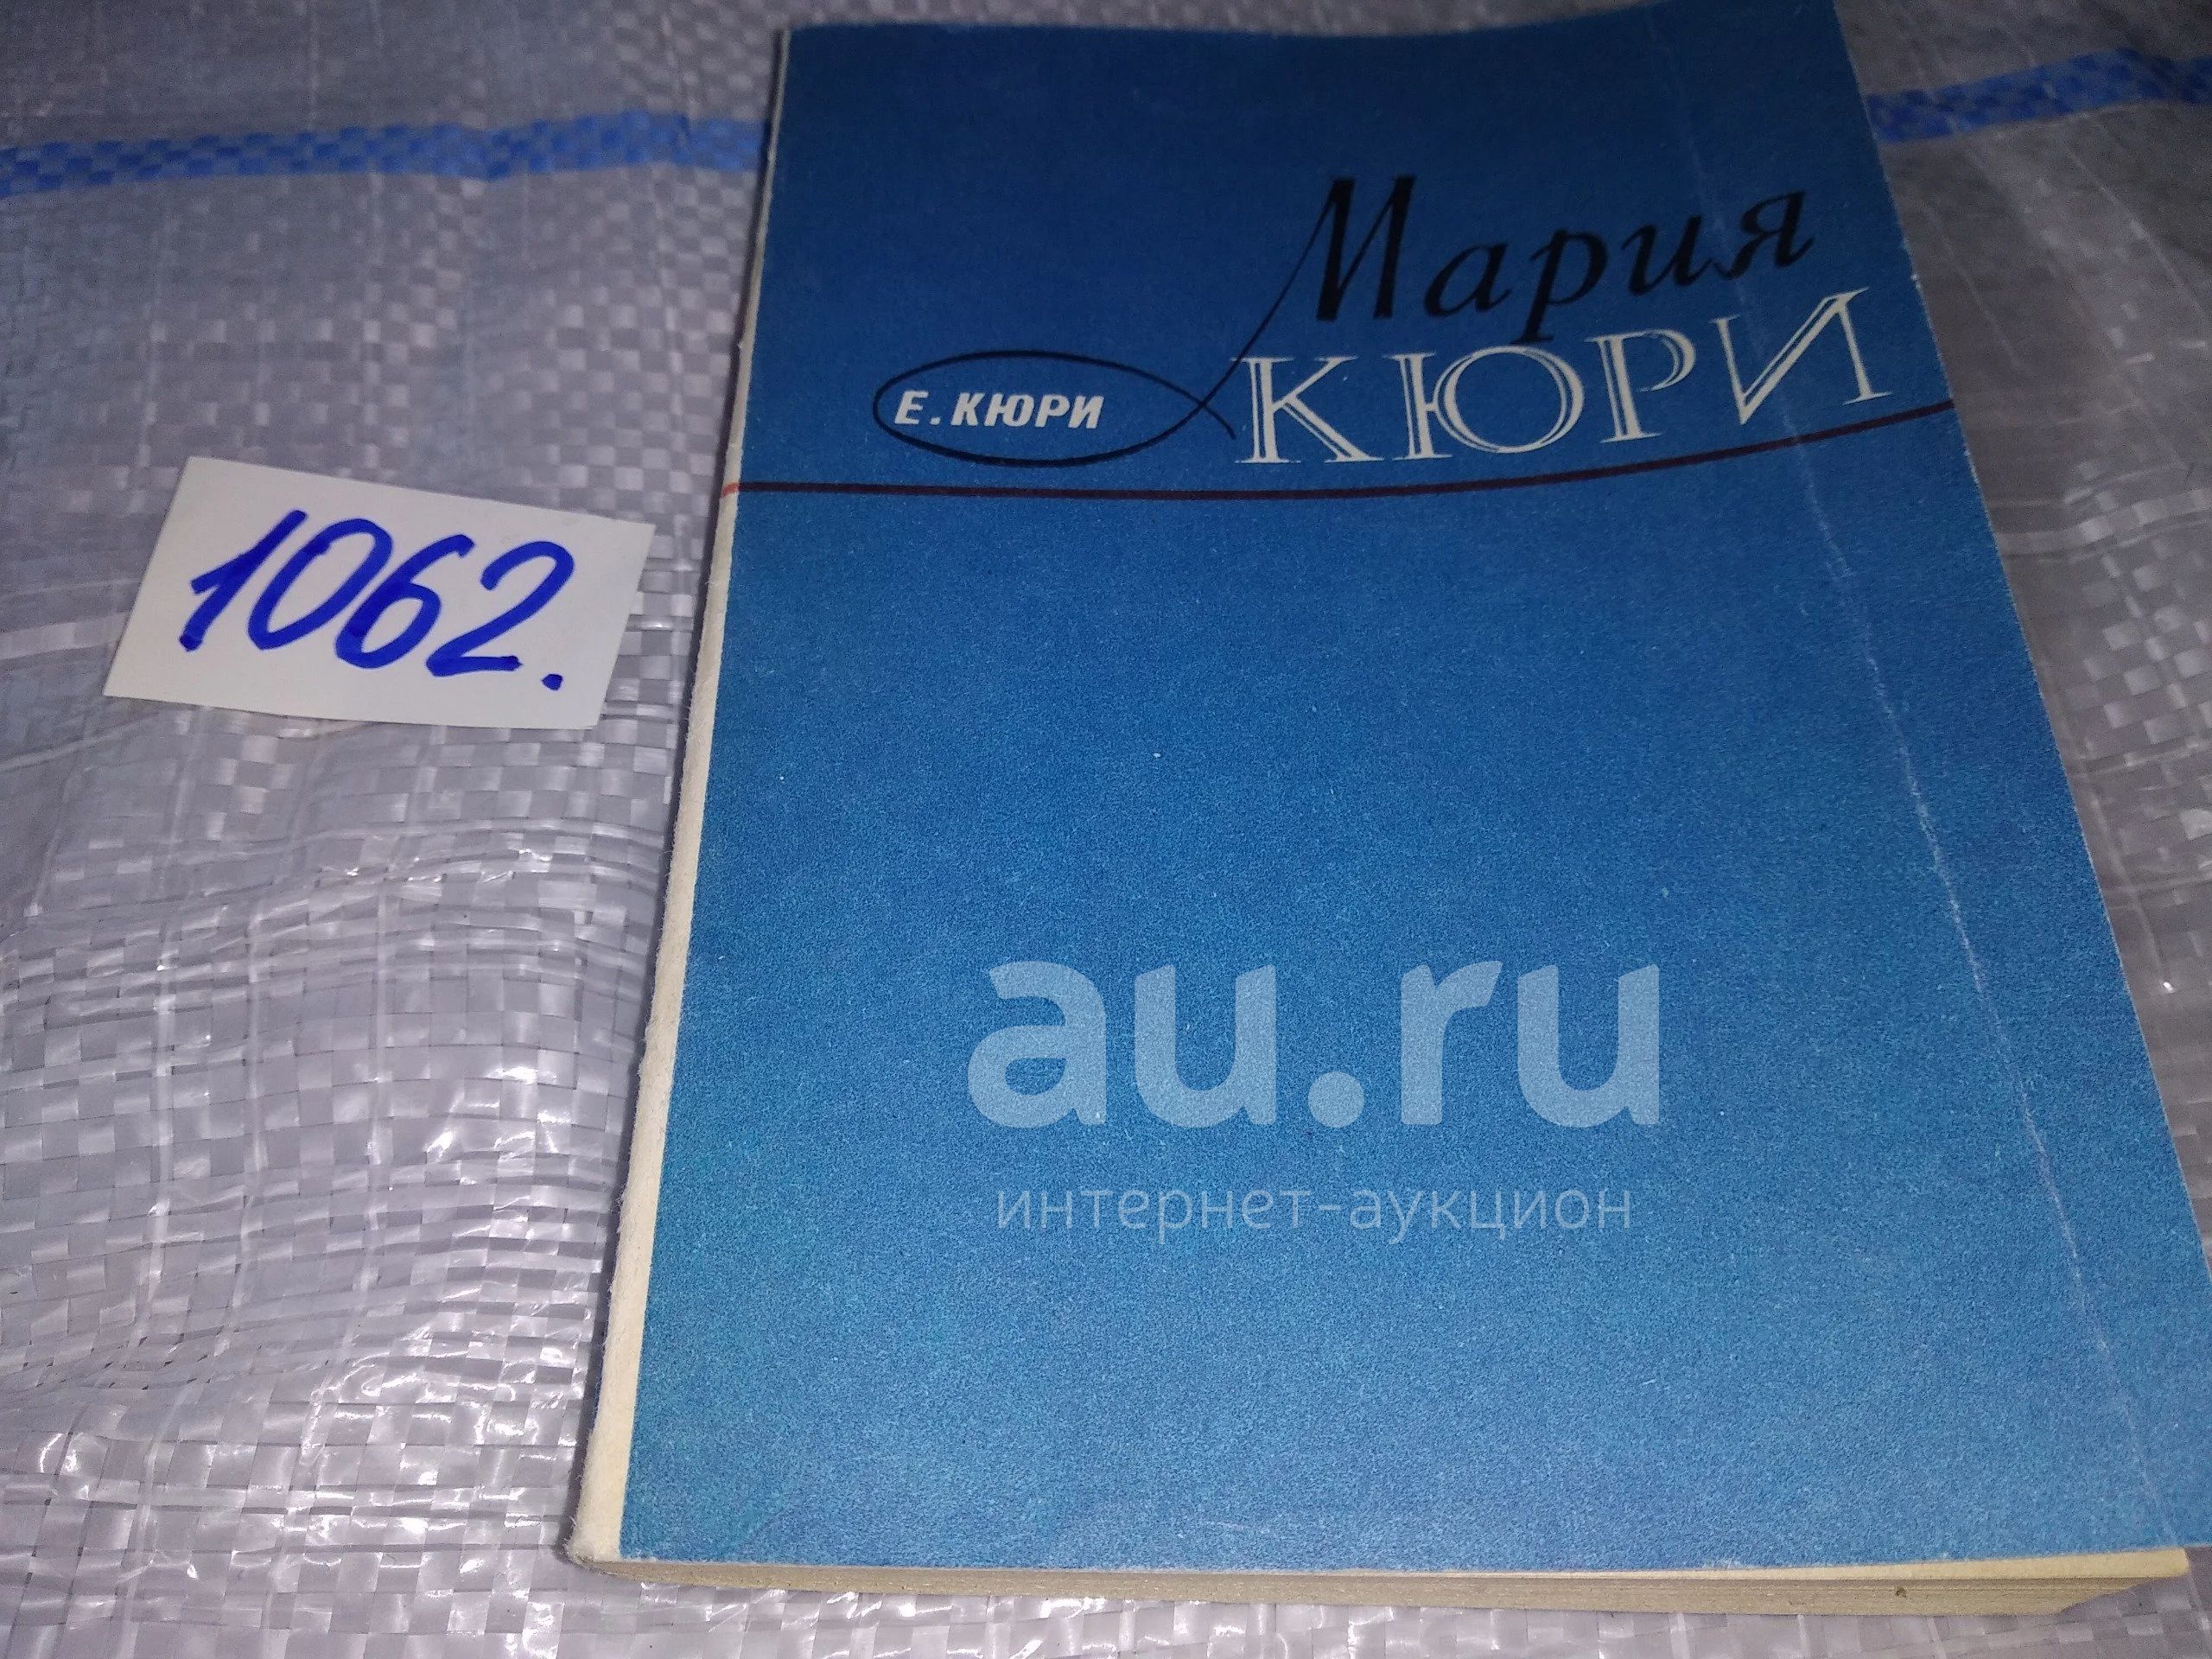 Мария
Е. КЮРИ
КЮРИ
1062.
au.ru
интернет-аукцион